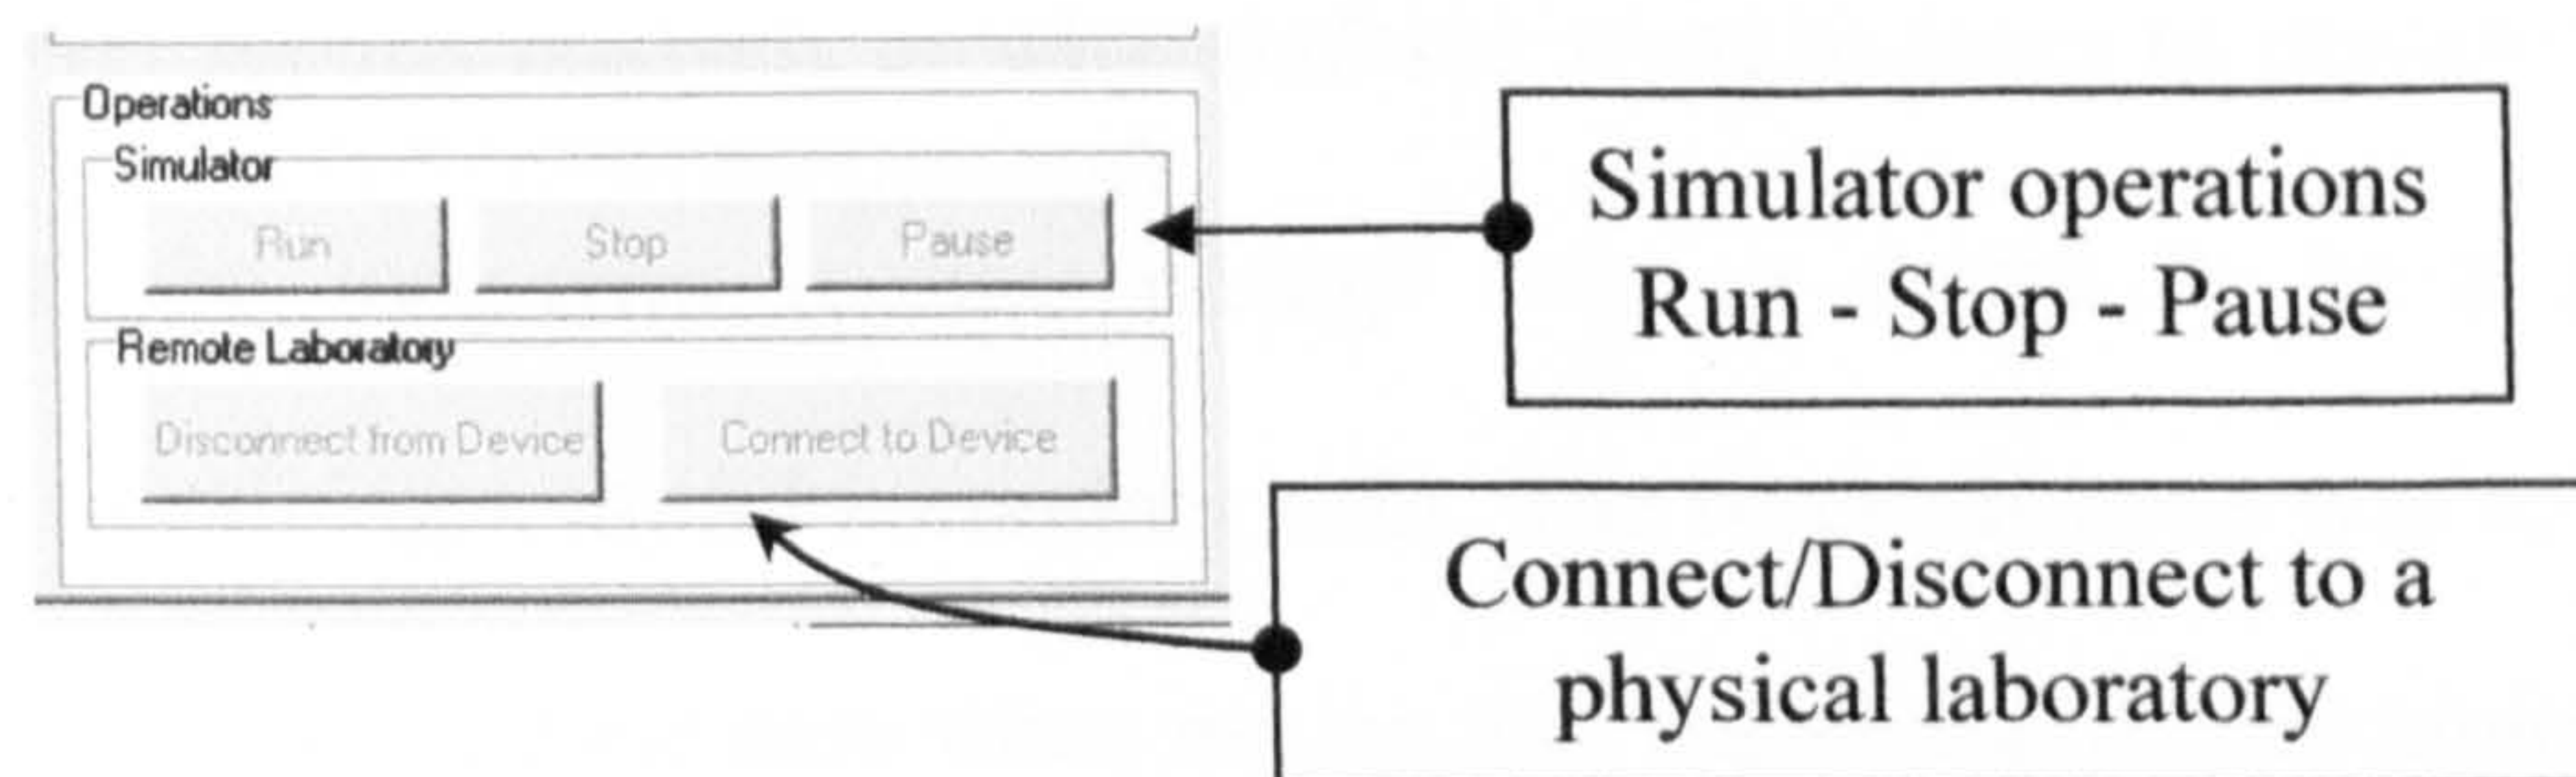 Operations
Simulator
Run Stop Pause
Remote Laboratory
Disconnect from Device Connect to Device
Simulator operations
Run - Stop - Pause
Connect/Disconnect to a
physical laboratory